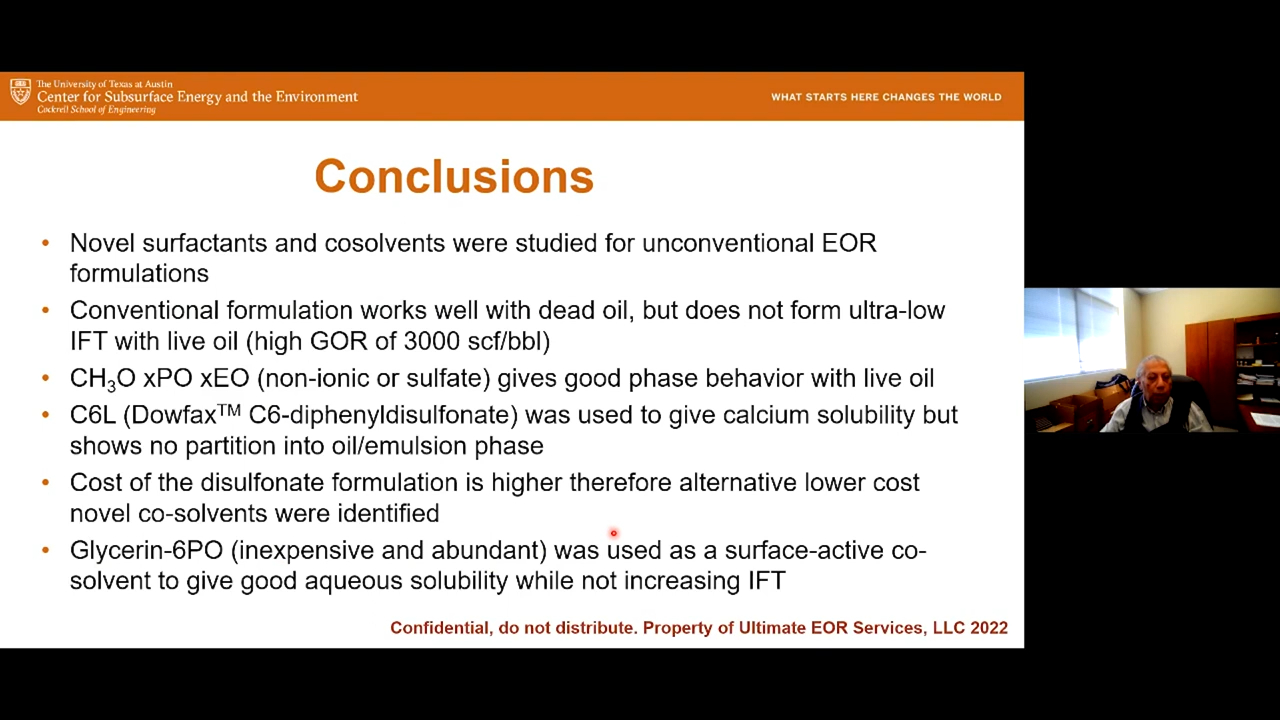 The University of Texas at Austin
Center for Subsurface Energy and the Environment
Cockrell School of Engineering
WHAT STARTS HERE CHANGES THE WORLD
Conclusions
• Novel surfactants and cosolvents were studied for unconventional EOR
formulations
• Conventional formulation works well with dead oil, but does not form ultra-low
IFT with live oil (high GOR of 3000 scf/bbl)
• CH₃O xPO xEO (non-ionic or sulfate) gives good phase behavior with live oil
• C6L (Dowfax™ C6-diphenyldisulfonate) was used to give calcium solubility but
shows no partition into oil/emulsion phase
• Cost of the disulfonate formulation is higher therefore alternative lower cost
novel co-solvents were identified
• Glycerin-6PO (inexpensive and abundant) was used as a surface-active co-
solvent to give good aqueous solubility while not increasing IFT
Confidential, do not distribute. Property of Ultimate EOR Services, LLC 2022